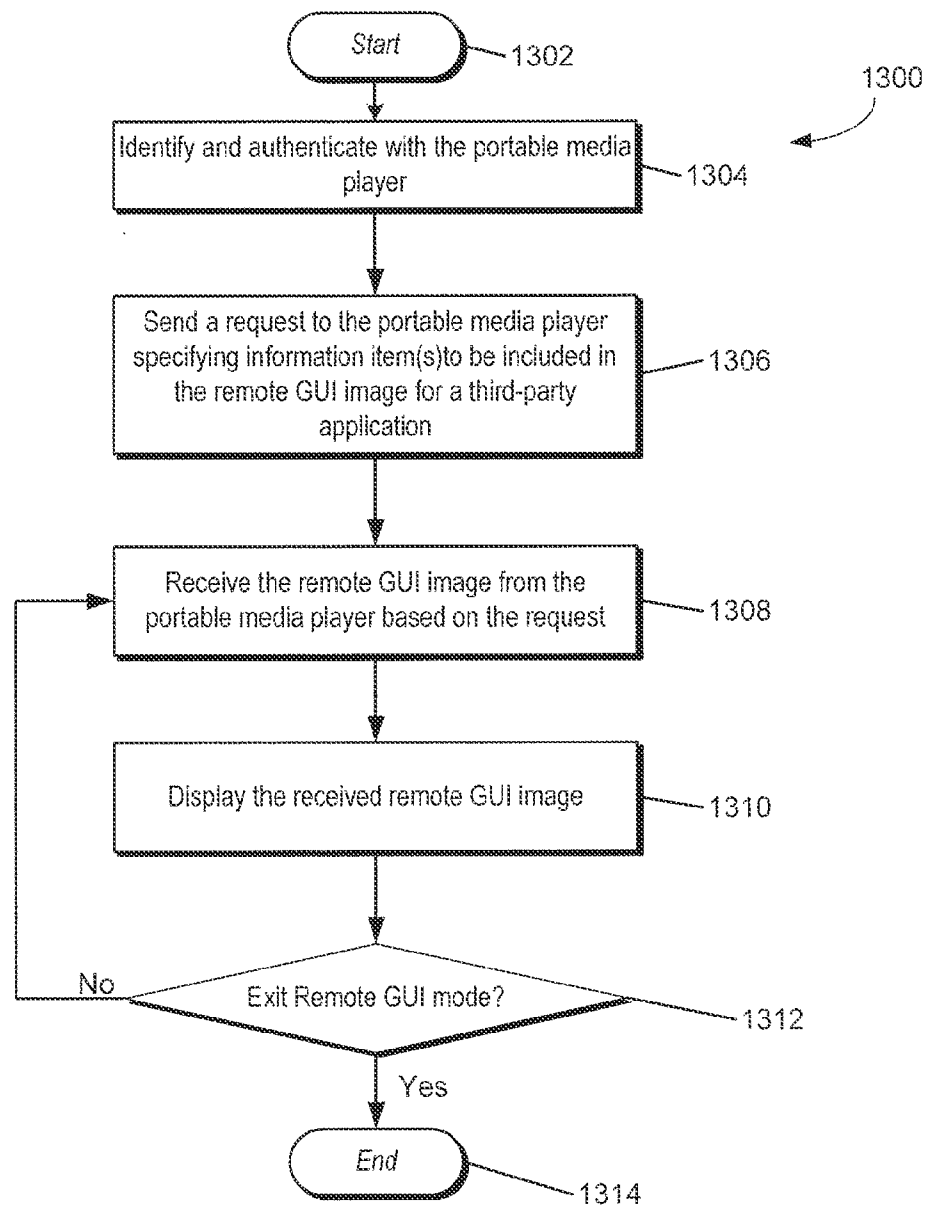 Start
1302
1300
Identify and authenticate with the portable media
player
1304
Send a request to the portable media player
specifying information item(s)to be included in
the remote GUI image for a third-party
application
1306
Receive the remote GUI image from the
portable media player based on the request
1308
Display the received remote GUI image
1310
No
Exit Remote GUI mode?
1312
Yes
End
1314